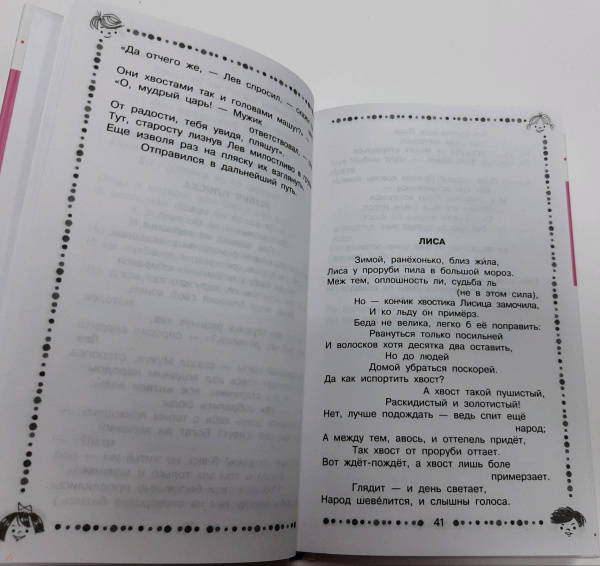 «Да отчего же, — Лев спросил, —
Они хвостами так и головами машут?»
«О, мудрый царь! — Мужик
ответствовал. —
От радости, тебя увидя, пляшут».
Тут, старосту лизнув Лев милостиво в
Еще изволя раз на пляску их взглянуть,
Отправился в дальнейший путь.
ЛИСА
Зимой, ранёхонько, близ жила,
Лиса у проруби пила в большой мороз.
Меж тем, оплошность ли, судьба ль
(не в этом сила),
Но — кончик хвостика Лисица замочила,
И ко льду он примёрз.
Беда не велика, легко б её поправить:
Рвануться только посильней
И волосков хотя десятка два оставить,
Но до людей
Домой убраться поскорей.
Да как испортить хвост?
А хвост такой пушистый,
Раскидистый и золотистый!
Нет, лучше подождать — ведь спит ещё
народ;
А между тем, авось, и оттепель придёт,
Так хвост от проруби оттает.
Вот ждёт-пождёт, а хвост лишь боле
примерзает.
Глядит — и день светает,
Народ шевелится, и слышны голоса.
41